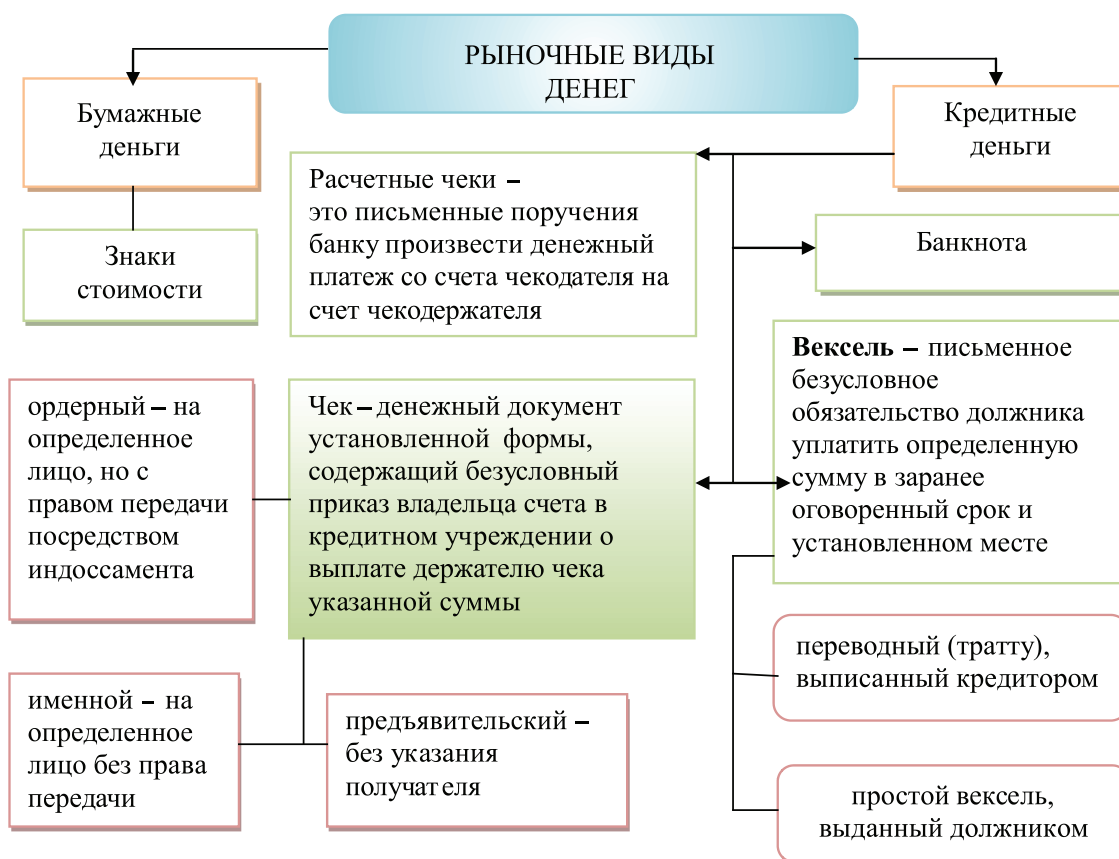 РЫНОЧНЫЕ ВИДЫ
ДЕНЕГ
Бумажные
деньги
Кредитные
деньги
Знаки
стоимости
Расчетные чеки –
это письменные поручения
банку произвести денежный
платеж со счета чекодателя на
счет чекодержателя
Банкнота
Вексель – письменное
безусловное
обязательство должника
уплатить определенную
сумму в заранее
оговоренный срок и
установленном месте
ордерный – на
определенное
лицо, но с
правом передачи
посредством
индоссамента
Чек – денежный документ
установленной формы,
содержащий безусловный
приказ владельца счета в
кредитном учреждении о
выплате держателю чека
указанной суммы
переводный (тратту),
выписанный кредитором
именной – на
определенное
лицо без права
передачи
предъявительский –
без указания
получателя
простой вексель,
выданный должником